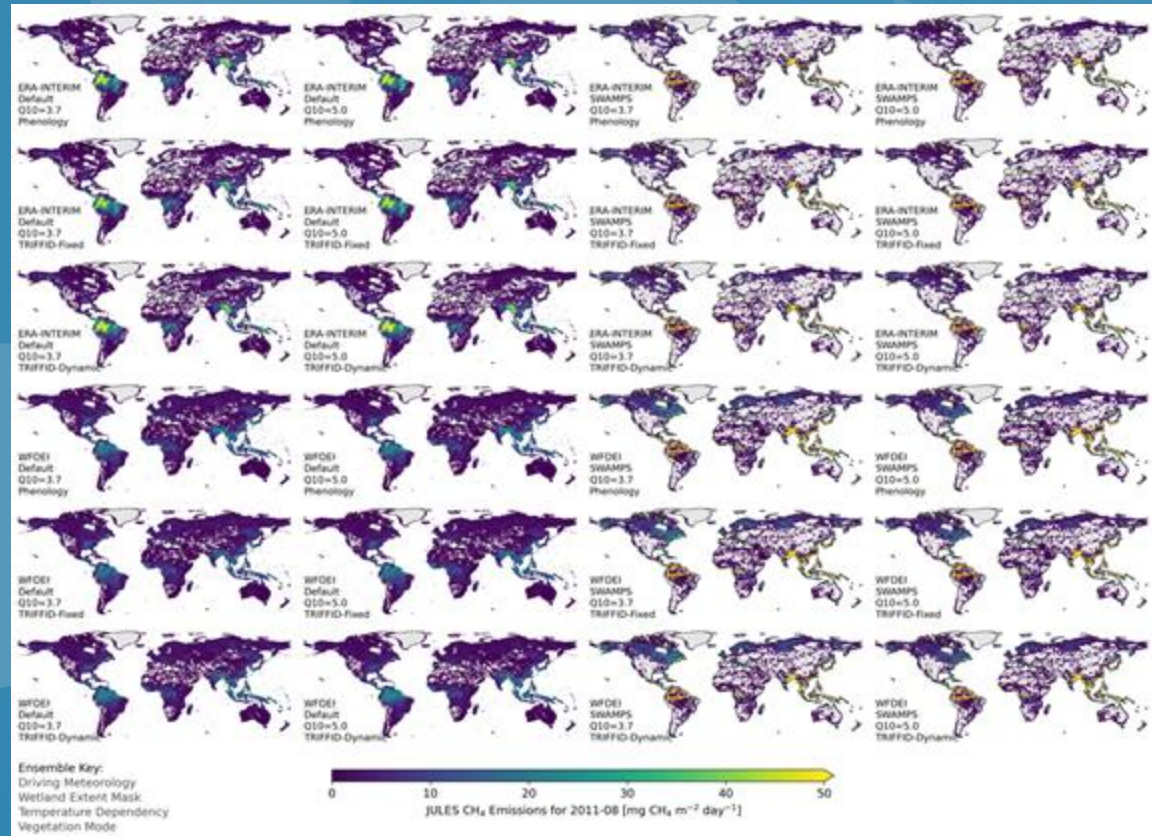 ERA-INTERIM
Default
Q10=3.7
Phenology
ERA-INTERIM
Default
Q10=5.0
Phenology
ERA-INTERIM
SWAMPS
Q10=3.7
Phenology
ERA-INTERIM
SWAMPS
Q10=5.0
Phenology
ERA-INTERIM
Default
Q10=3.7
TRIFFID-Fixed
ERA-INTERIM
Default
Q10=5.0
TRIFFID-Fixed
ERA-INTERIM
SWAMPS
Q10=3.7
TRIFFID-Fixed
ERA-INTERIM
SWAMPS
Q10=5.0
TRIFFID-Fixed
ERA-INTERIM
Default
Q10=3.7
TRIFFID-Dynamic
ERA-INTERIM
Default
Q10=5.0
TRIFFID-Dynamic
ERA-INTERIM
SWAMPS
Q10=3.7
TRIFFID-Dynamic
ERA-INTERIM
SWAMPS
Q10=5.0
TRIFFID-Dynamic
WFDEI
Default
Q10=3.7
Phenology
WFDEI
Default
Q10=5.0
Phenology
WFDEI
SWAMPS
Q10=3.7
Phenology
WFDEI
SWAMPS
Q10=5.0
Phenology
WFDEI
Default
Q10=3.7
TRIFFID-Fixed
WFDEI
Default
Q10=5.0
TRIFFID-Fixed
WFDEI
SWAMPS
Q10=3.7
TRIFFID-Fixed
WFDEI
SWAMPS
Q10=5.0
TRIFFID-Fixed
WFDEI
Default
Q10=3.7
TRIFFID-Dynamic
WFDEI
Default
Q10=5.0
TRIFFID-Dynamic
WFDEI
SWAMPS
Q10=3.7
TRIFFID-Dynamic
WFDEI
SWAMPS
Q10=5.0
TRIFFID-Dynamic
Ensemble Key:
Driving Meteorology
Wetland Extent Mask
Temperature Dependency
Vegetation Mode
0 10 20 30 40 50
JULES CH₄ Emissions for 2011-08 [mg CH₄ m⁻² day⁻¹]